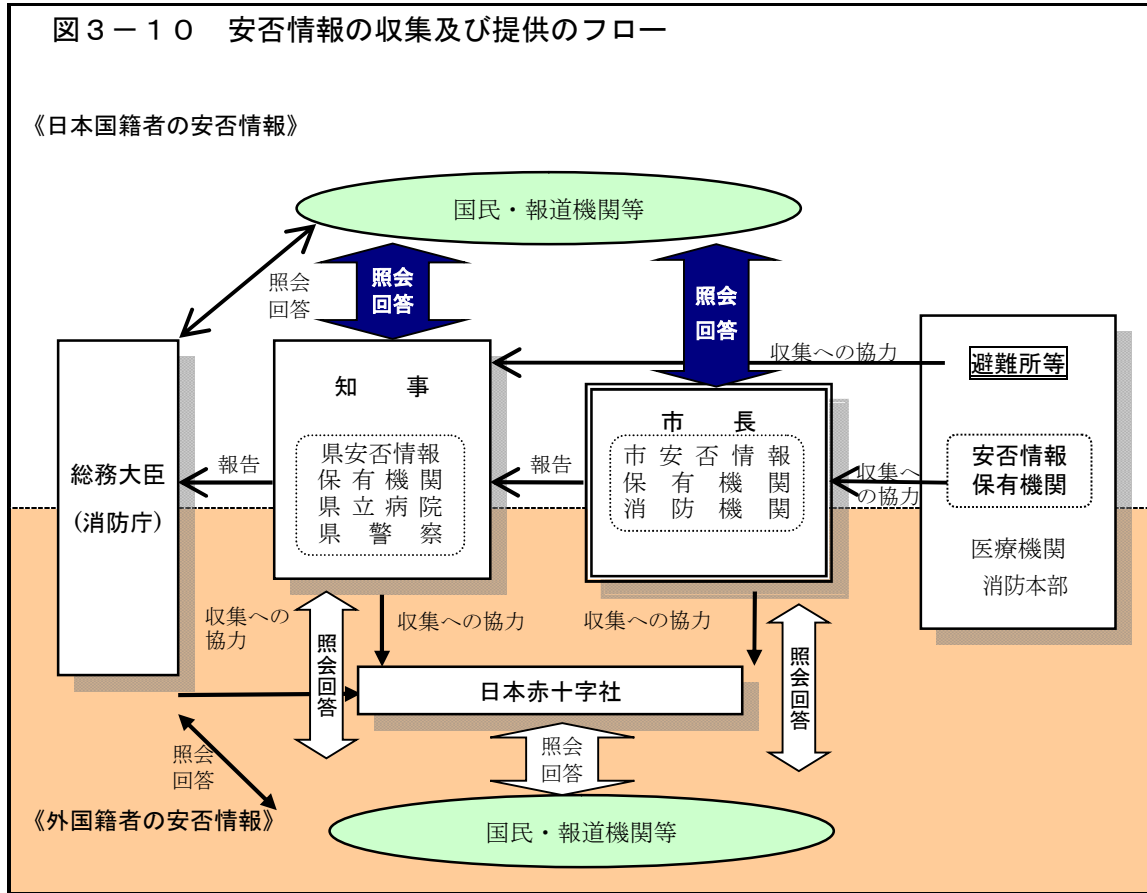 図３－１０　安否情報の収集及び提供のフロー
《日本国籍者の安否情報》
国民・報道機関等
照会
回答
照会
回答
照会
回答
収集への協力
避難所等
知　事
市　長
総務大臣
(消防庁)
報告
県安否情報
保有機関
県立病院
県警察
報告
市安否情報
保有機関
消防機関
収集へ
の協力
安否情報
保有機関
医療機関
消防本部
収集への
協力
照会回答
収集への協力
収集への協力
照会回答
日本赤十字社
照会
回答
照会
回答
《外国籍者の安否情報》
国民・報道機関等